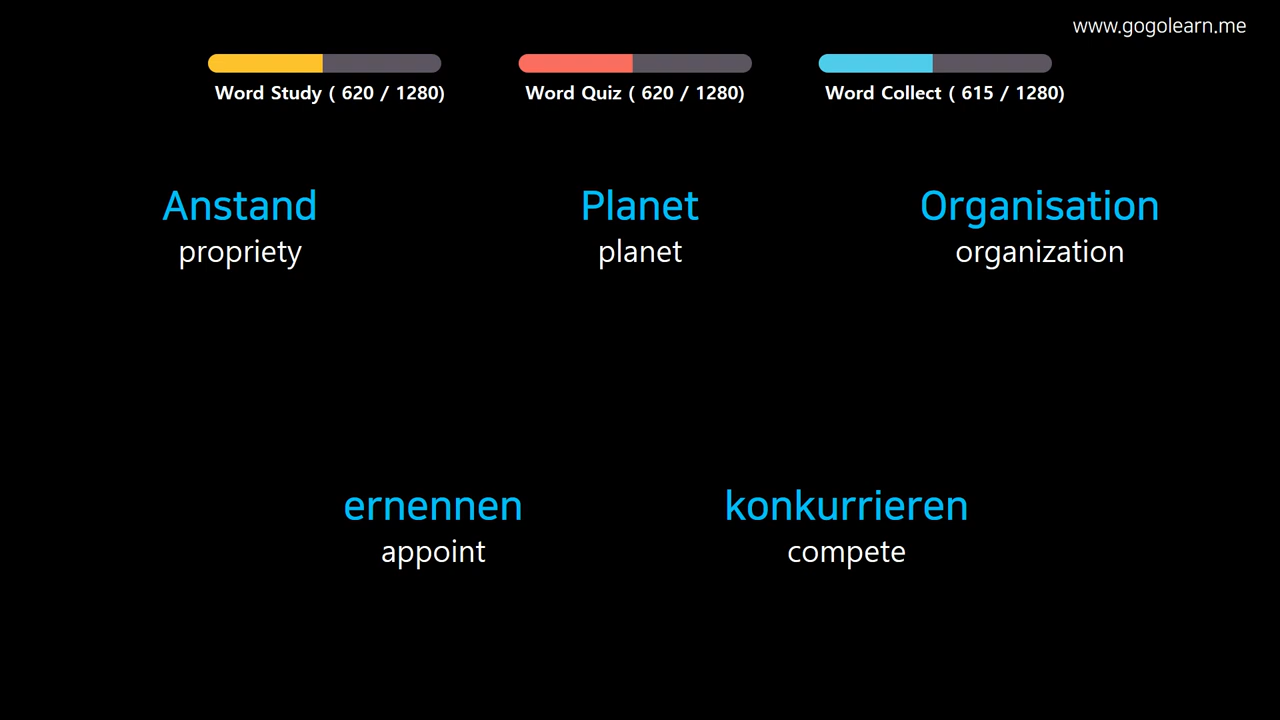 www.gogolearn.me
Word Study ( 620 / 1280)
Word Quiz ( 620 / 1280)
Word Collect ( 615 / 1280)
Anstand
propriety
Planet
planet
Organisation
organization
ernennen
appoint
konkurrieren
compete